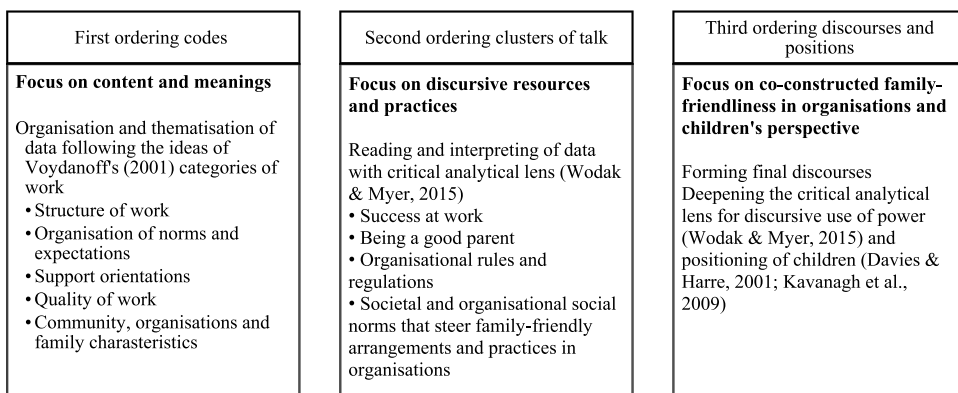 First ordering codes
Focus on content and meanings
Organisation and thematisation of
data following the ideas of
Voydanoff's (2001) categories of
work
• Structure of work
• Organisation of norms and
expectations
• Support orientations
• Quality of work
• Community, organisations and
family charasteristics
Second ordering clusters of talk
Focus on discursive resources
and practices
Reading and interpreting of data
with critical analytical lens (Wodak
& Myer, 2015)
• Success at work
• Being a good parent
• Organisational rules and
regulations
• Societal and organisational social
norms that steer family-friendly
arrangements and practices in
organisations
Third ordering discourses and
positions
Focus on co-constructed family-
friendliness in organisations and
children's perspective
Forming final discourses
Deepening the critical analytical
lens for discursive use of power
(Wodak & Myer, 2015) and
positioning of children (Davies &
Harre, 2001; Kavanagh et al.,
2009)